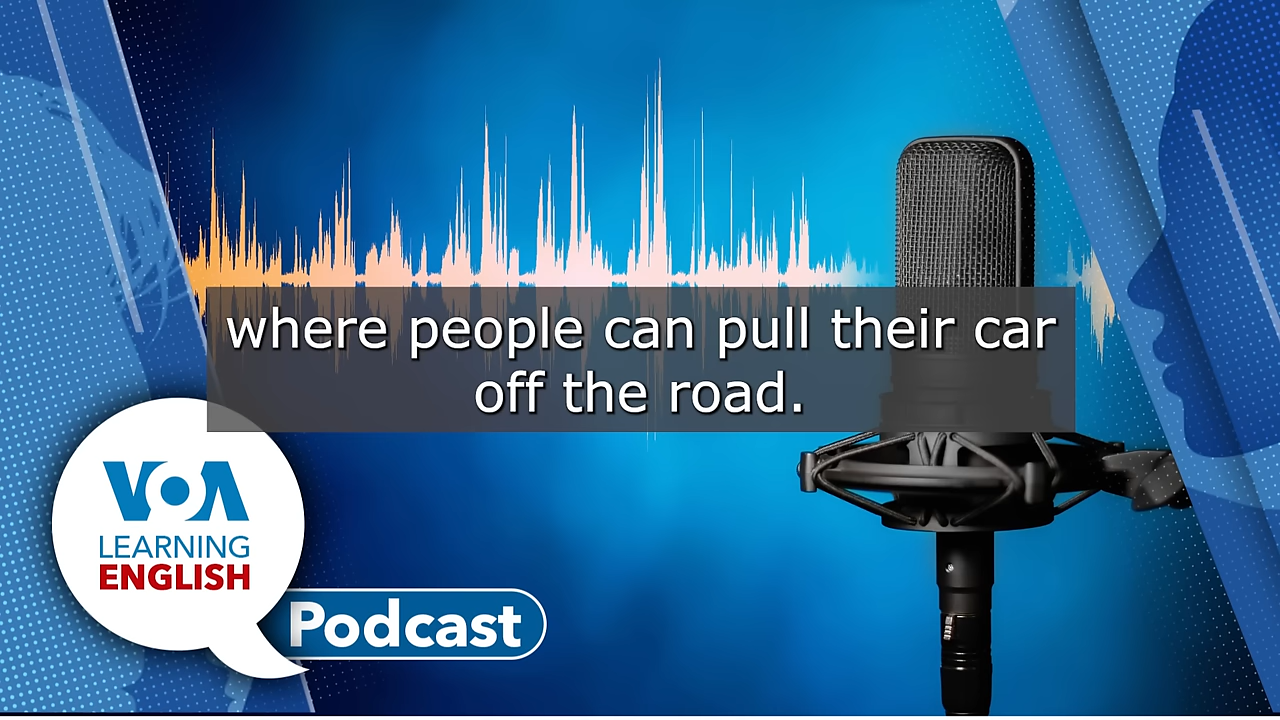 where people can pull their car
off the road.
VOA
LEARNING
ENGLISH
Podcast